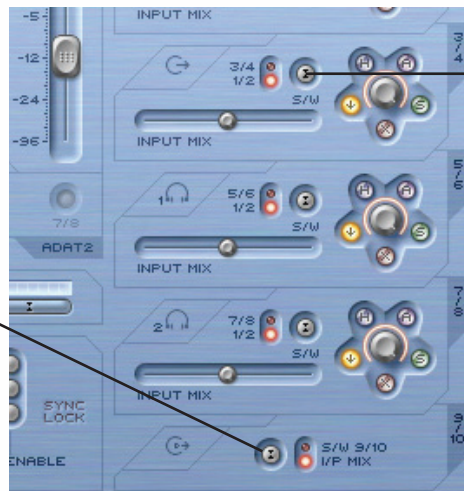 -5-
INPUT MIX
3
/
4
-12-
3/4
1/2
H
A
-24-
S/W
S
-96-
INPUT MIX
5
/
6
1
5/6
1/2
H
A
7/8
S/W
S
ADAT2
INPUT MIX
7
/
8
2
7/8
1/2
H
A
S/W
S
INPUT MIX
SYNC
LOCK
9
/
10
S/W 9/10
I/P MIX
ENABLE